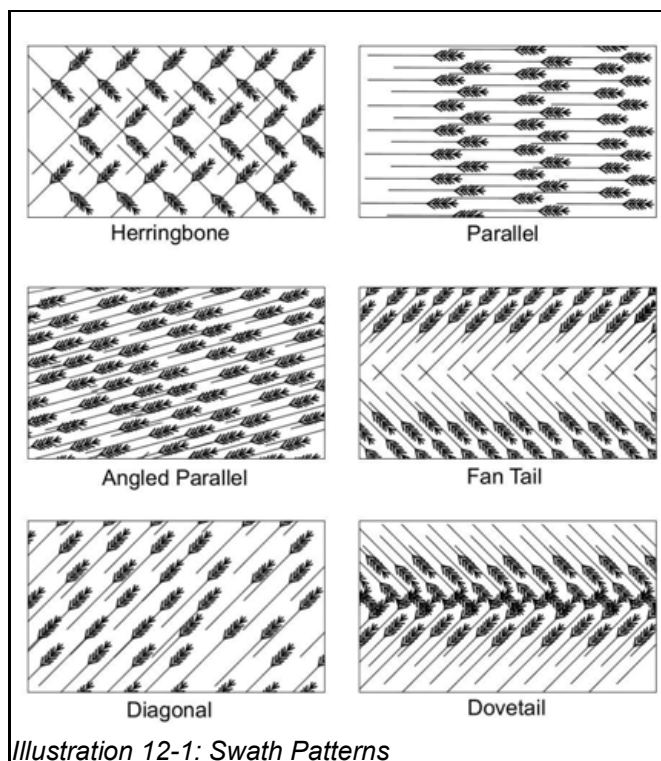 Herringbone
Parallel
Angled Parallel
Fan Tail
Diagonal
Dovetail
Illustration 12-1: Swath Patterns